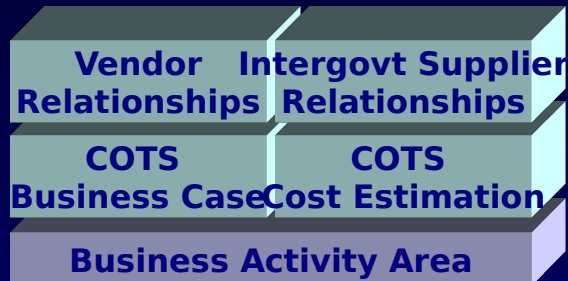 Vendor
Relationships
Intergovt Supplier
Relationships
COTS
Business Case
COTS
Cost Estimation
Business Activity Area